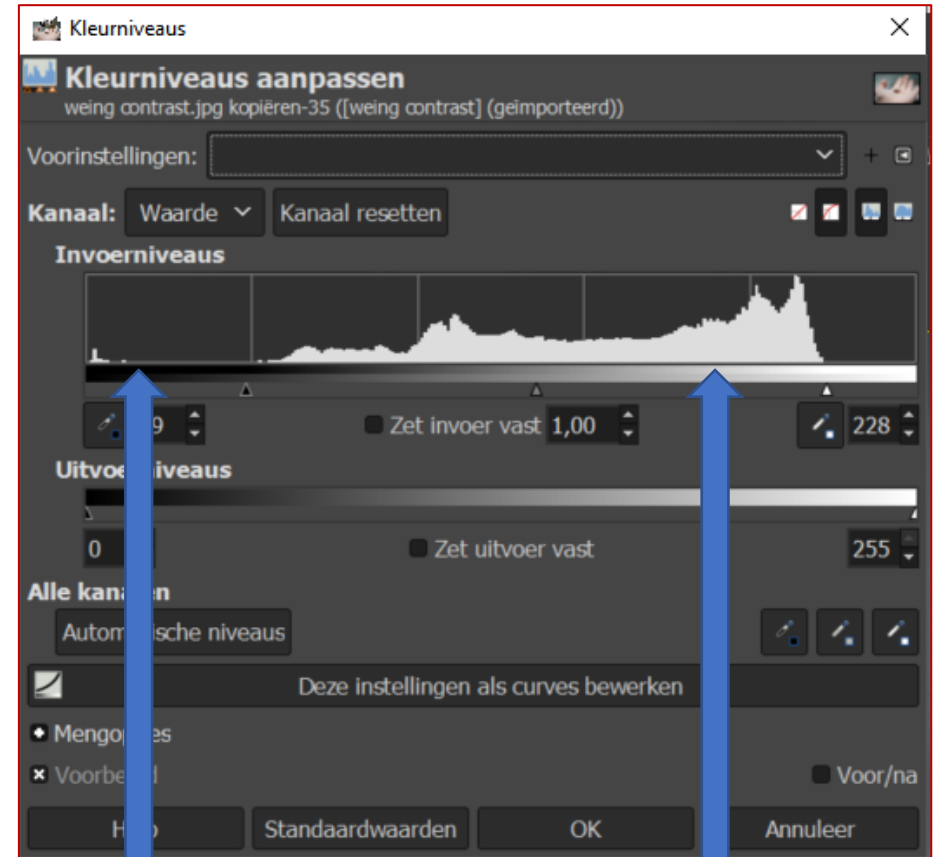 Kleurniveaus
Kleurniveaus aanpassen
weing contrast.jpg kopiëren-35 ([weing contrast] (geïmporteerd))
Voorinstellingen:
Kanaal: Waarde Kanaal resetten
Invoerniveaus
Zet invoer vast 1,00 228
0 Zet uitvoer vast 255
Alle
Deze instellingen als curves bewerken
Voor/na
Standaardwaarden OK Annuleer